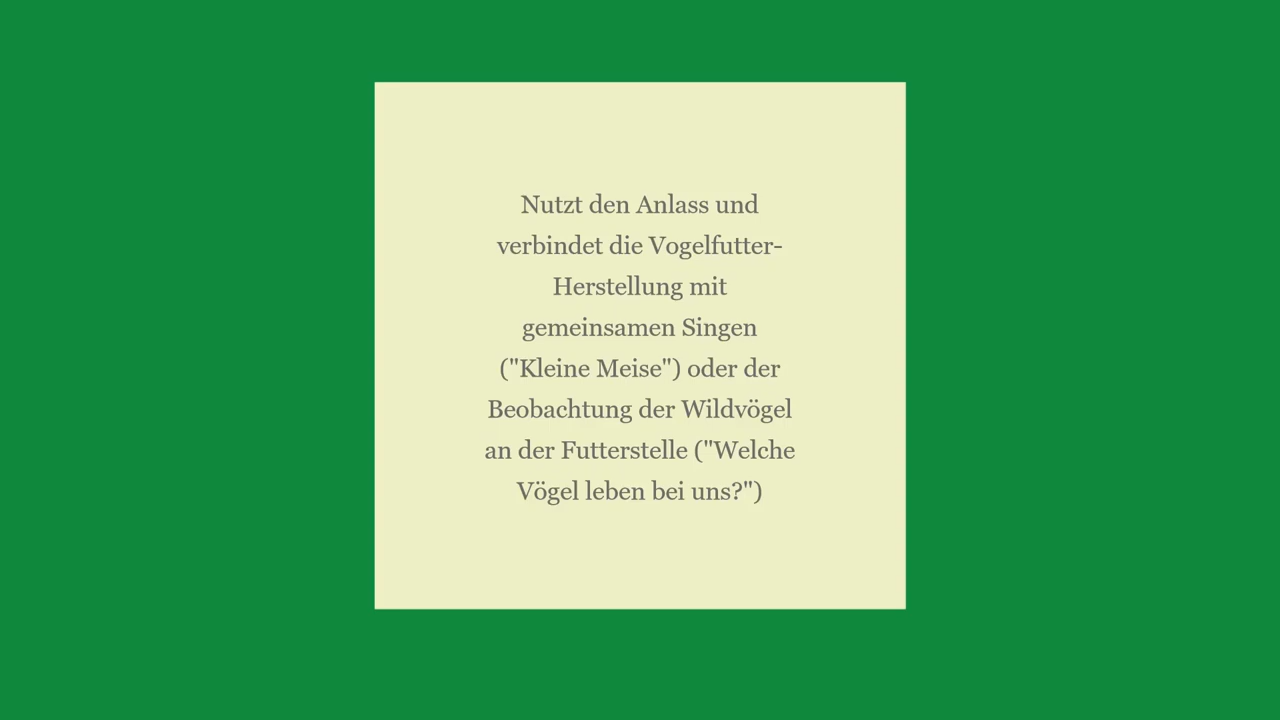 Nutzt den Anlass und
verbindet die Vogelfutter-
Herstellung mit
gemeinsamen Singen
("Kleine Meise") oder der
Beobachtung der Wildvögel
an der Futterstelle ("Welche
Vögel leben bei uns?")